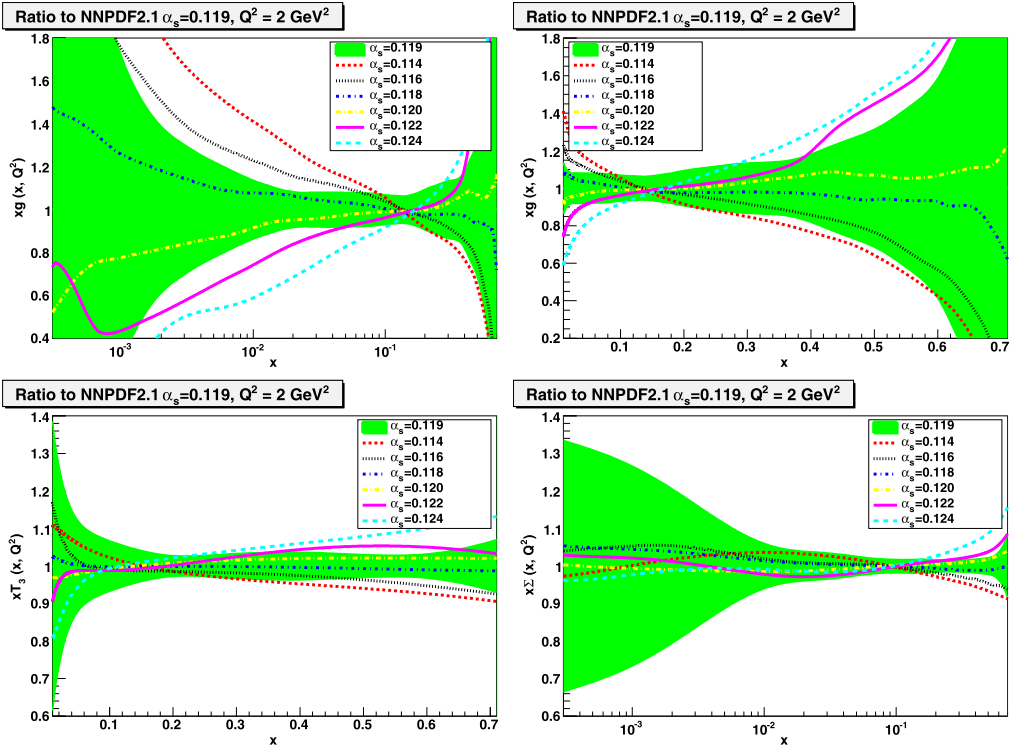 Ratio to NNPDF2.1 αs=0.119, Q² = 2 GeV²
xg (x, Q²)
1.8
1.6
1.4
1.2
1
0.8
0.6
0.4
αs=0.119
αs=0.114
αs=0.116
αs=0.118
αs=0.120
αs=0.122
αs=0.124
10⁻³
10⁻²
10⁻¹
x
Ratio to NNPDF2.1 αs=0.119, Q² = 2 GeV²
xg (x, Q²)
1.8
1.6
1.4
1.2
1
0.8
0.6
0.4
0.2
αs=0.119
αs=0.114
αs=0.116
αs=0.118
αs=0.120
αs=0.122
αs=0.124
0.1
0.2
0.3
0.4
0.5
0.6
0.7
x
Ratio to NNPDF2.1 αs=0.119, Q² = 2 GeV²
xT₃ (x, Q²)
1.4
1.3
1.2
1.1
1
0.9
0.8
0.7
0.6
αs=0.119
αs=0.114
αs=0.116
αs=0.118
αs=0.120
αs=0.122
αs=0.124
0.1
0.2
0.3
0.4
0.5
0.6
0.7
x
Ratio to NNPDF2.1 αs=0.119, Q² = 2 GeV²
xΣ (x, Q²)
1.4
1.3
1.2
1.1
1
0.9
0.8
0.7
0.6
αs=0.119
αs=0.114
αs=0.116
αs=0.118
αs=0.120
αs=0.122
αs=0.124
10⁻³
10⁻²
10⁻¹
x